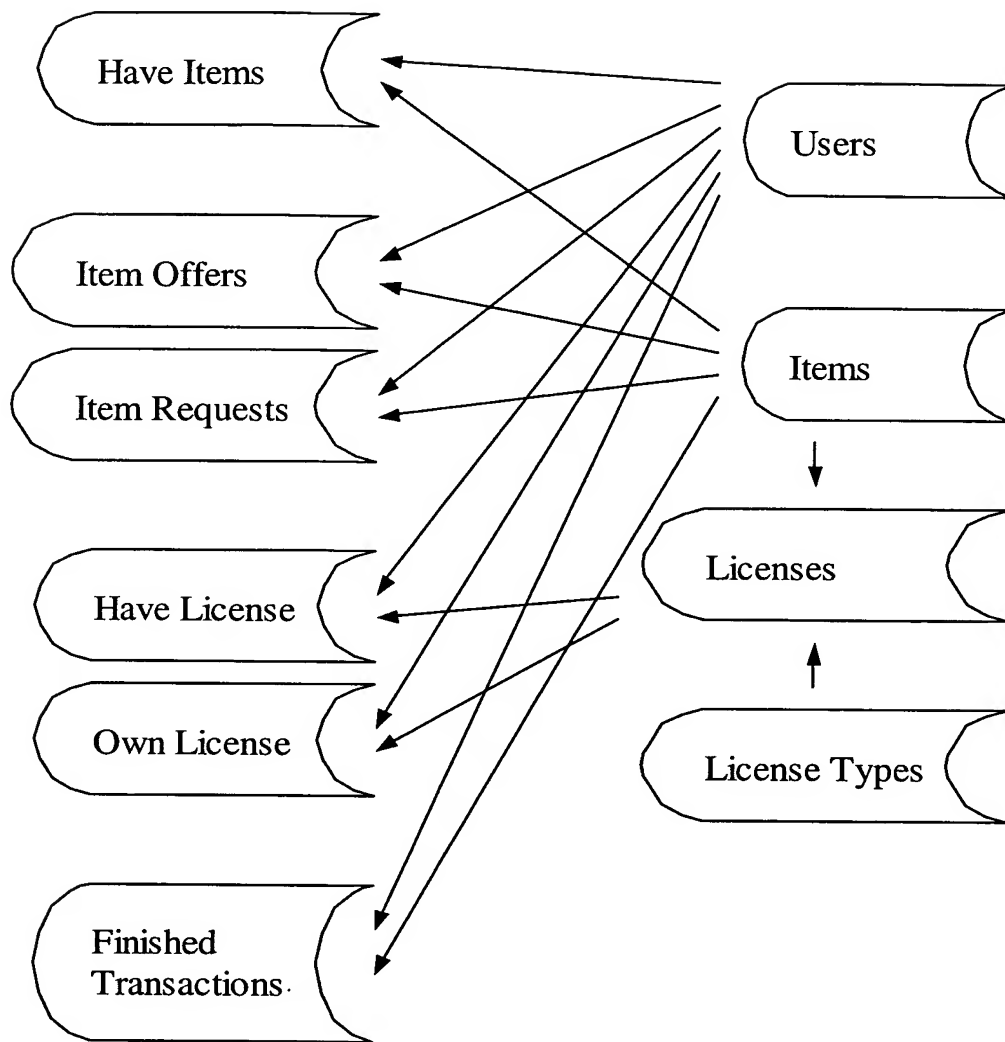 Have Items
Users
Item Offers
Items
Item Requests
Licenses
Have License
Own License
License Types
Finished
Transactions